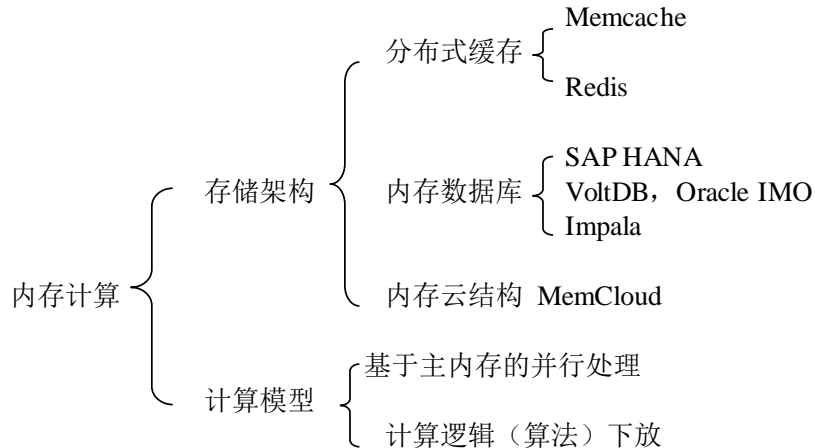 内存计算
存储架构
分布式缓存
Memcache
Redis
内存数据库
SAP HANA
VoltDB，Oracle IMO
Impala
内存云结构 MemCloud
计算模型
基于主内存的并行处理
计算逻辑（算法）下放